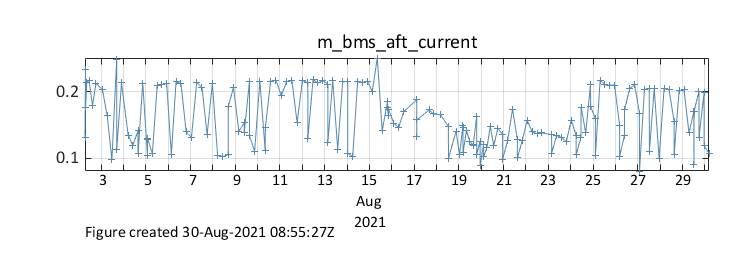 m_bms_aft_current
0.2
0.1
3 5 7 9 11 13 15 17 19 21 23 25 27 29
Aug
2021
Figure created 30-Aug-2021 08:55:27Z